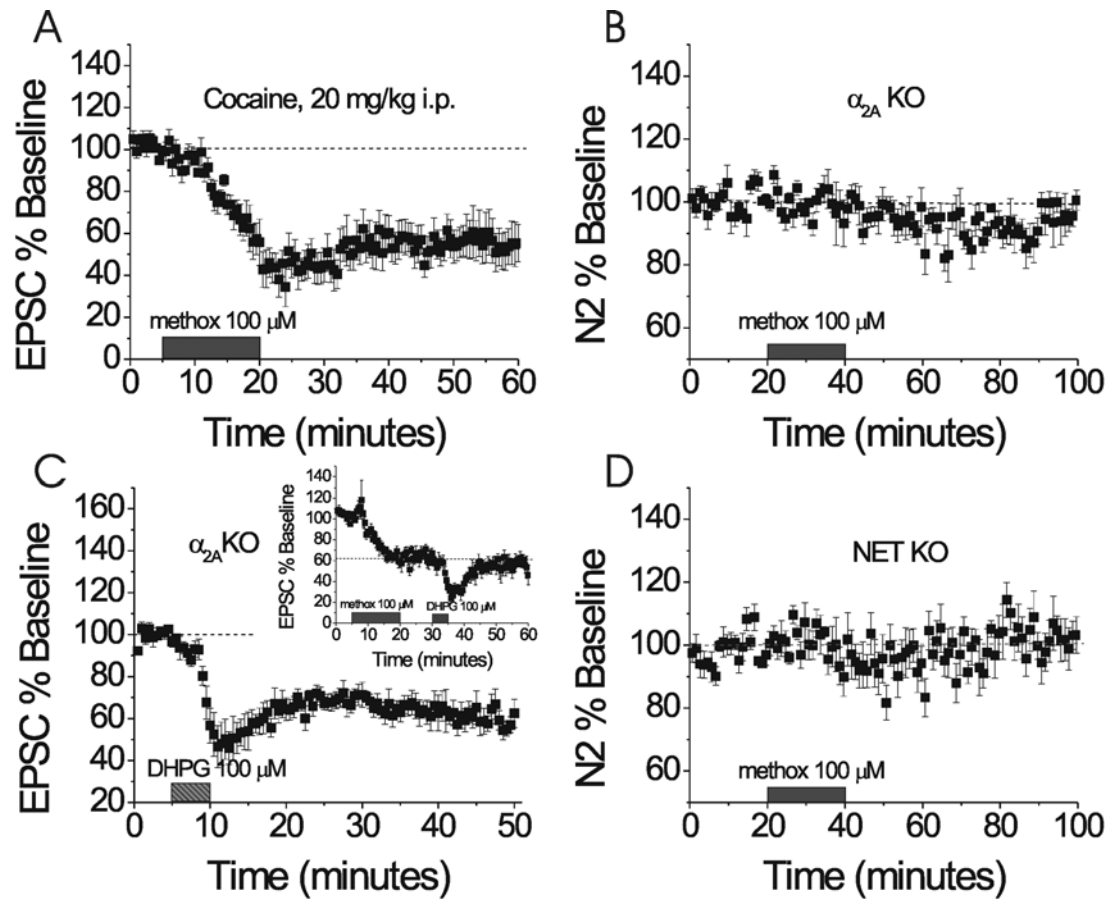 A
EPSC % Baseline
140
120
100
80
60
40
20
0
Cocaine, 20 mg/kg i.p.
methox 100 μM
0 10 20 30 40 50 60
Time (minutes)
B
N2 % Baseline
140
120
100
80
60
α2A KO
methox 100 μM
0 20 40 60 80 100
Time (minutes)
C
EPSC % Baseline
160
140
120
100
80
60
40
20
α2A KO
DHPG 100 μM
0 10 20 30 40 50
Time (minutes)
EPSC % Baseline
140
120
100
80
60
40
20
0
methox 100 μM DHPG 100 μM
0 10 20 30 40 50 60
Time (minutes)
D
N2 % Baseline
140
120
100
80
60
NET KO
methox 100 μM
0 20 40 60 80 100
Time (minutes)